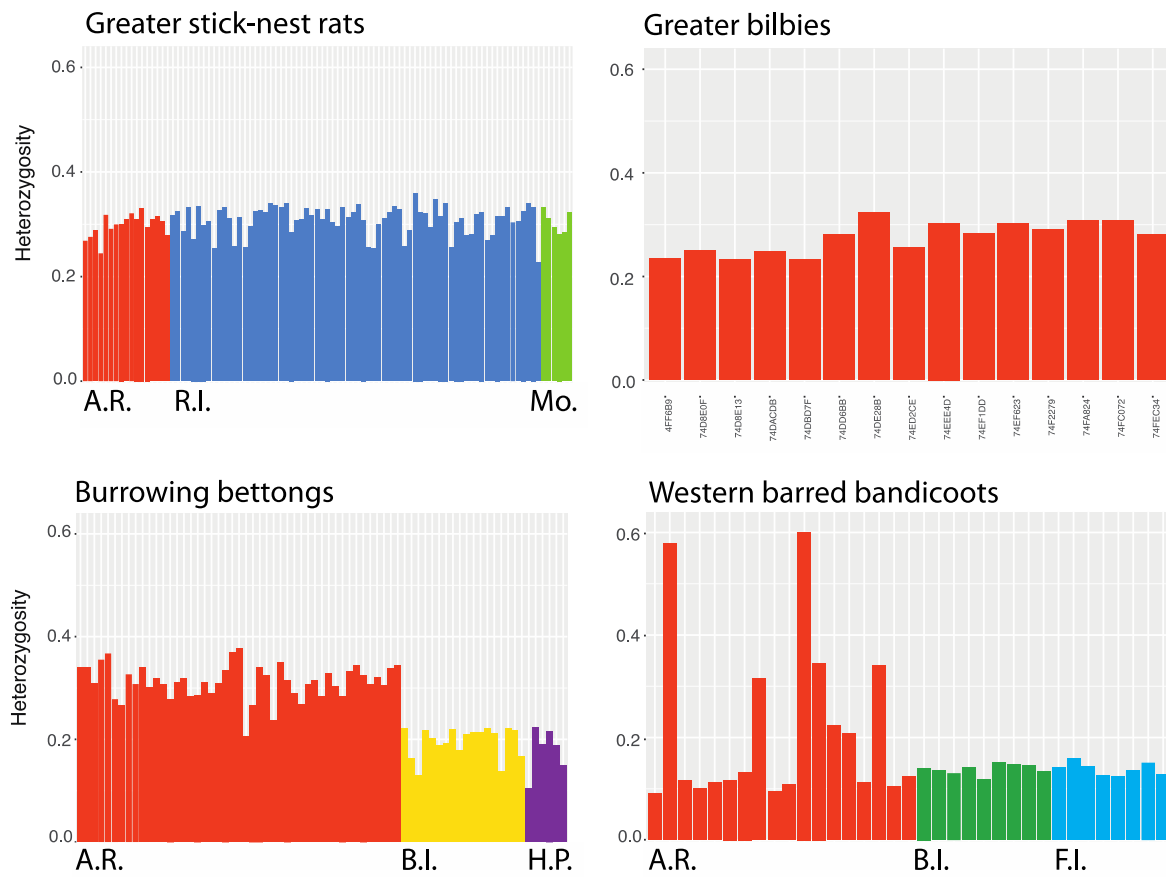 Greater stick-nest rats
0.6
0.4
0.2
0.0
Heterozygosity
A.R. R.I. Mo.
Greater bilbies
0.6
0.4
0.2
0.0
4FF6B9*
74D8E0F*
74D8E13*
74DACDB*
74DBD7F*
74DD8BB*
74DE28B*
74ED2CE*
74EEE4D*
74EF1DD*
74EF623*
74F2279*
74FA824*
74FC072*
74FEC34*
Burrowing bettongs
0.6
0.4
0.2
0.0
Heterozygosity
A.R. B.I. H.P.
Western barred bandicoots
0.6
0.4
0.2
0.0
A.R. B.I. F.I.